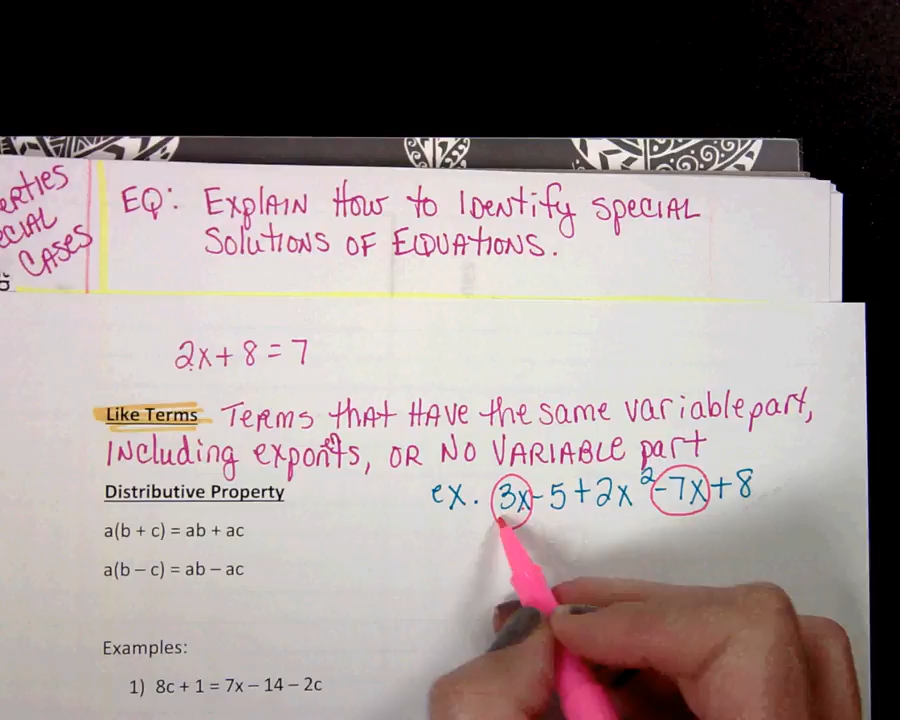 ERTIES
ECIAL
CASES
EQ: Explain How to Identify special
Solutions of Equations.
2x + 8 = 7
Like Terms Terms that Have the same variable part,
Including exponents, or No Variable part
Distributive Property ex. 3x - 5 + 2x² - 7x + 8
a(b + c) = ab + ac
a(b – c) = ab – ac
Examples:
1) 8c + 1 = 7x – 14 – 2c